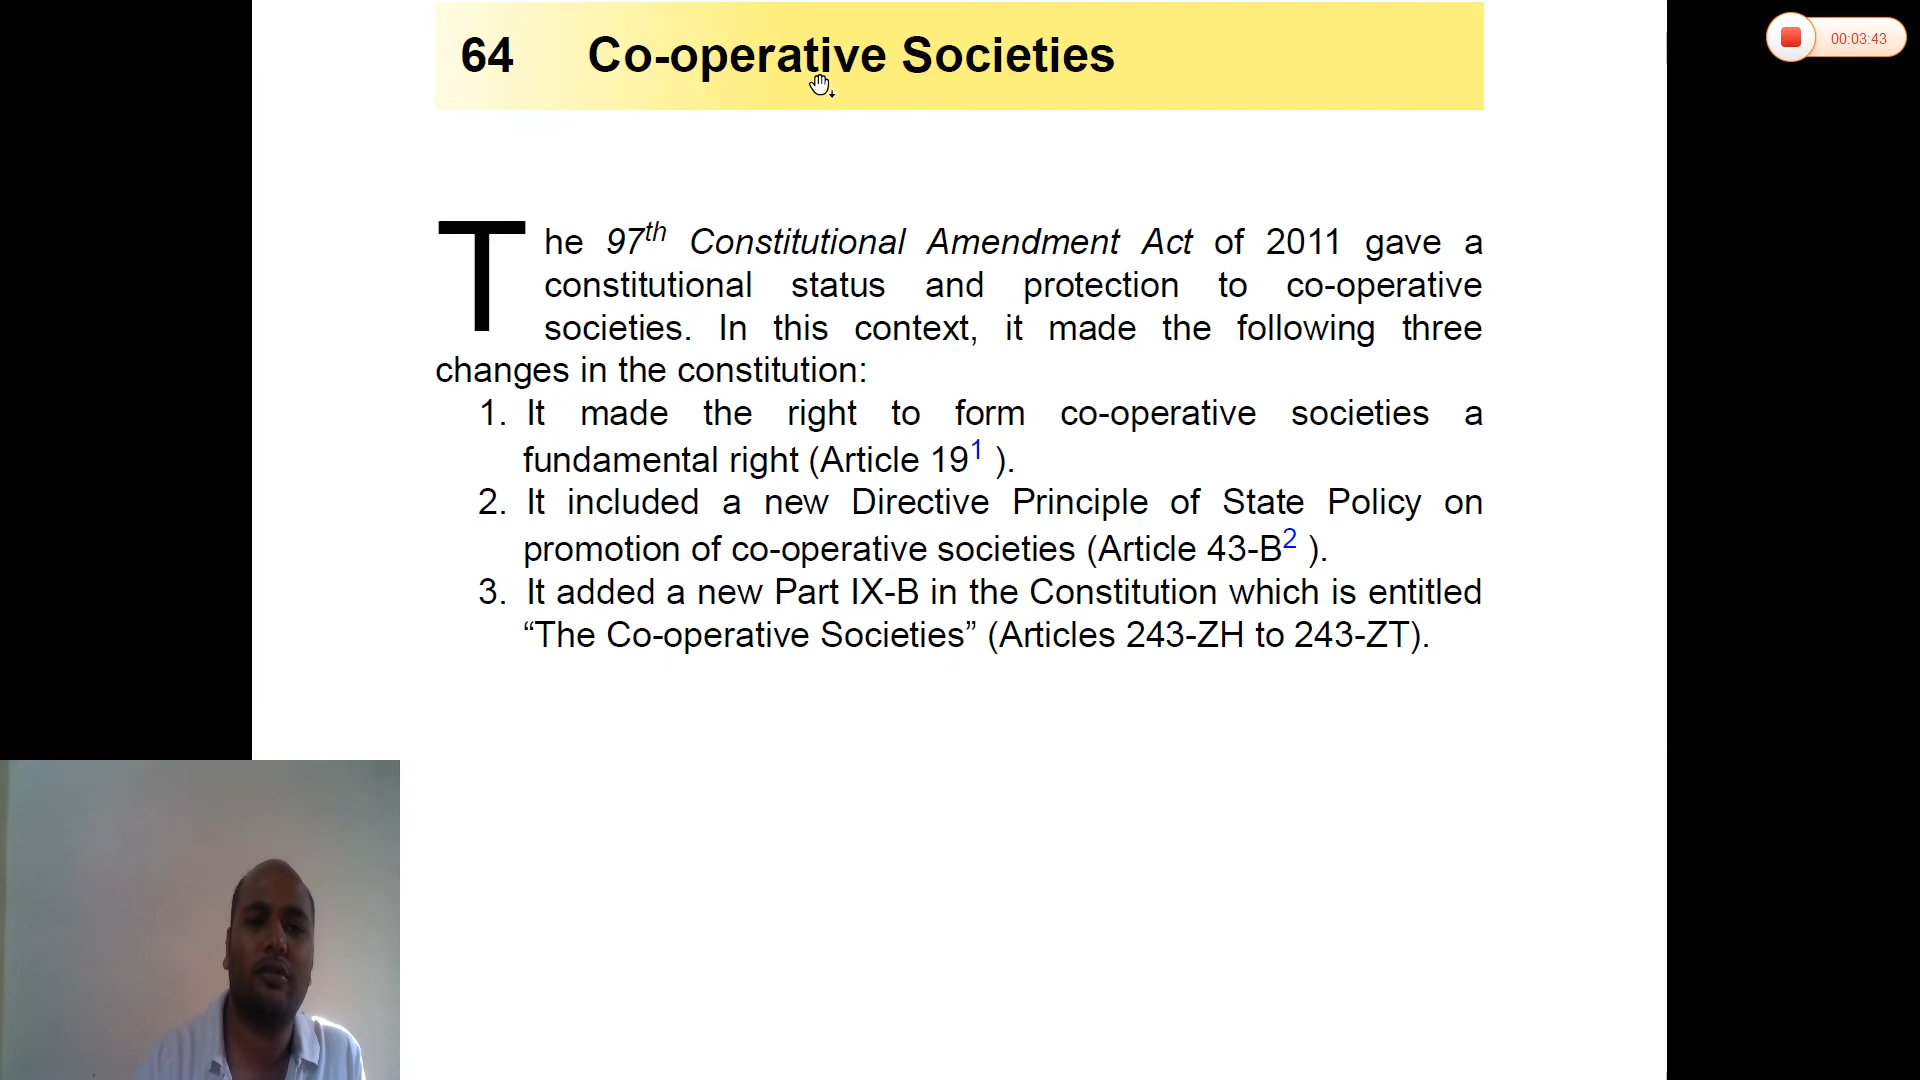 64 Co-operative Societies
00:03:43
The 97th Constitutional Amendment Act of 2011 gave a
constitutional status and protection to co-operative
societies. In this context, it made the following three
changes in the constitution:
1. It made the right to form co-operative societies a
fundamental right (Article 19¹ ).
2. It included a new Directive Principle of State Policy on
promotion of co-operative societies (Article 43-B² ).
3. It added a new Part IX-B in the Constitution which is entitled
“The Co-operative Societies” (Articles 243-ZH to 243-ZT).